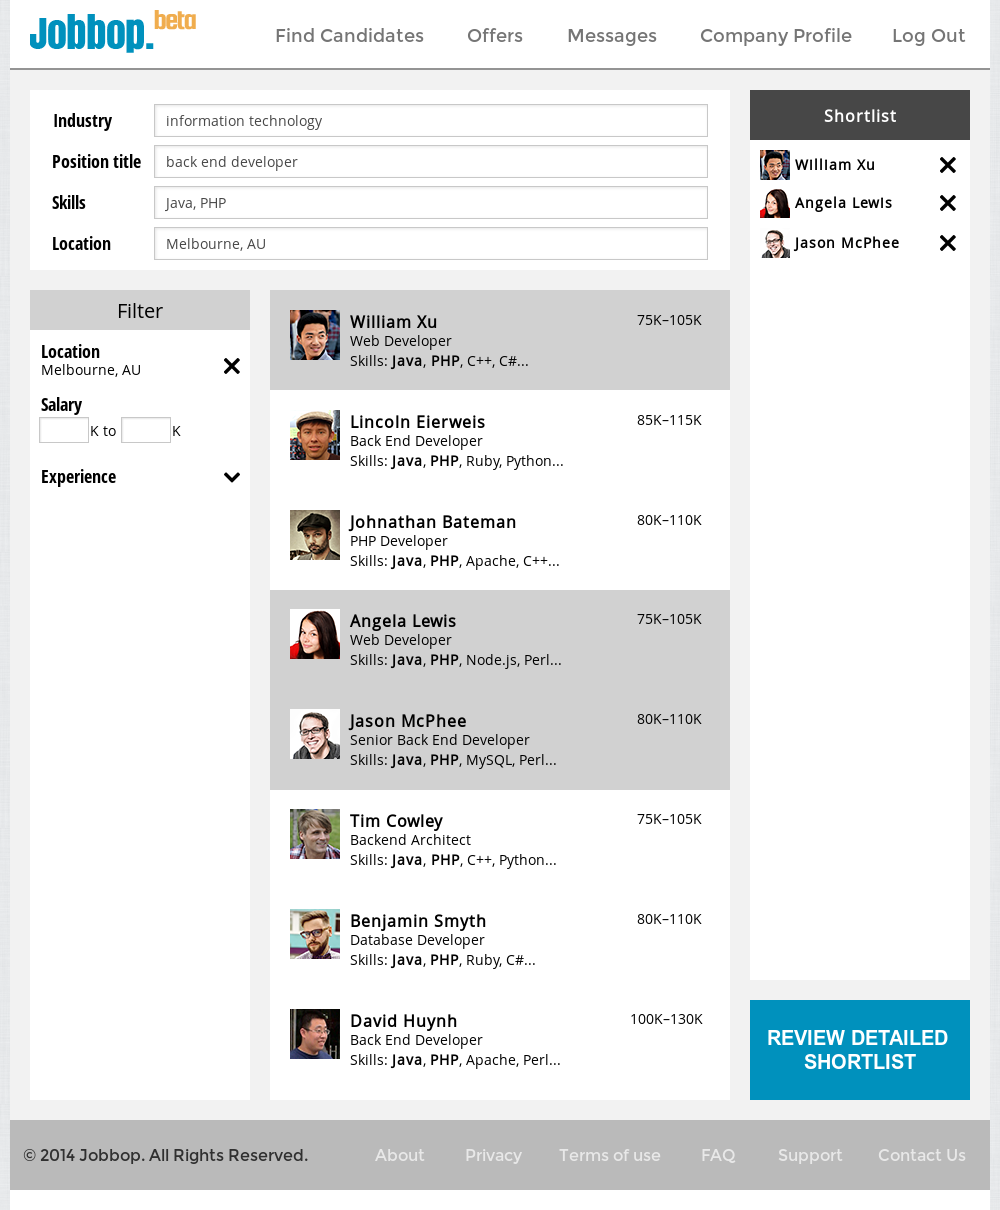 Jobbop. beta
Find Candidates Offers Messages Company Profile Log Out
Industry information technology
Position title back end developer
Skills Java, PHP
Location Melbourne, AU
Filter
Location
Melbourne, AU
Salary
K to K
Experience
William Xu 75K–105K
Web Developer
Skills: Java, PHP, C++, C#...
Lincoln Eierweis 85K–115K
Back End Developer
Skills: Java, PHP, Ruby, Python...
Johnathan Bateman 80K–110K
PHP Developer
Skills: Java, PHP, Apache, C++...
Angela Lewis 75K–105K
Web Developer
Skills: Java, PHP, Node.js, Perl...
Jason McPhee 80K–110K
Senior Back End Developer
Skills: Java, PHP, MySQL, Perl...
Tim Cowley 75K–105K
Backend Architect
Skills: Java, PHP, C++, Python...
Benjamin Smyth 80K–110K
Database Developer
Skills: Java, PHP, Ruby, C#...
David Huynh 100K–130K
Back End Developer
Skills: Java, PHP, Apache, Perl...
Shortlist
William Xu
Angela Lewis
Jason McPhee
REVIEW DETAILED
SHORTLIST
© 2014 Jobbop. All Rights Reserved. About Privacy Terms of use FAQ Support Contact Us